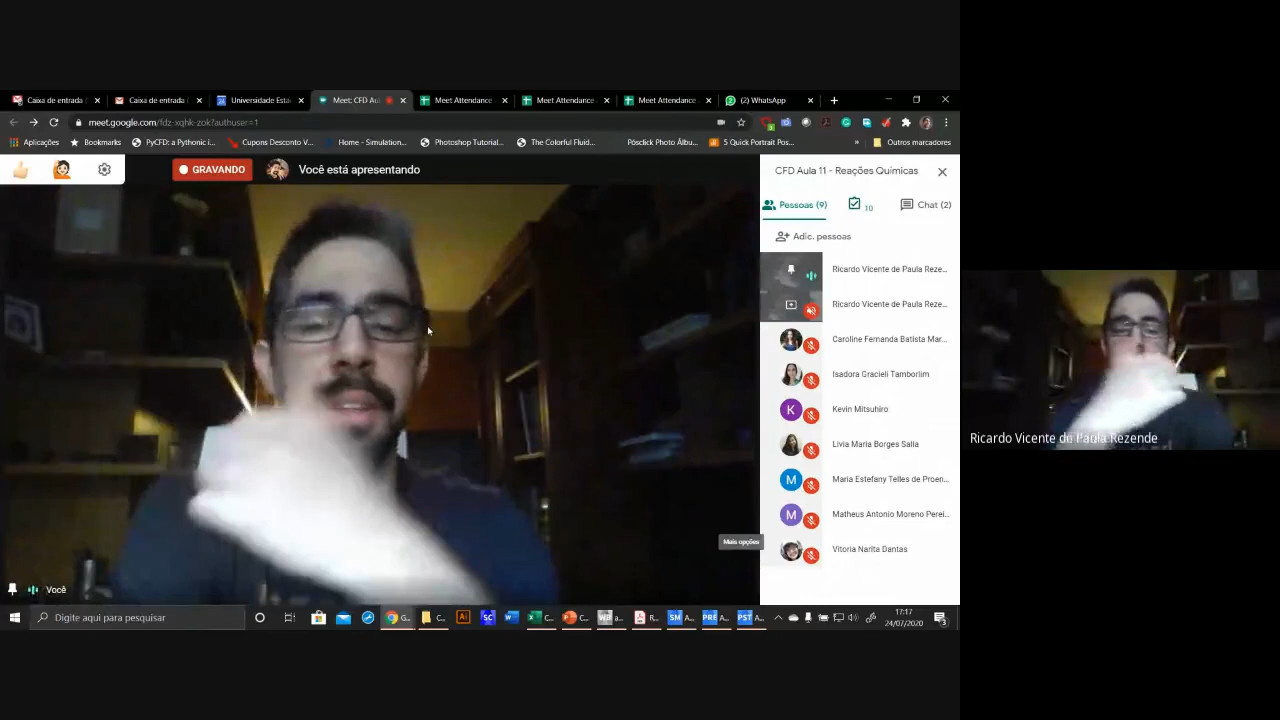 Caixa de entrada
Caixa de entrada
Universidade Esta
Meet: CFD Au
Meet Attendance
Meet Attendance
Meet Attendance
(2) WhatsApp
meet.google.com/fdz-xqhk-zok?authuser=1
Aplicações
Bookmarks
PyCFD: a Pythonic i...
Cupons Desconto V...
Home - Simulation...
Photoshop Tutorial...
The Colorful Fluid...
Pósclick Photo Álbu...
5 Quick Portrait Pos...
Outros marcadores
GRAVANDO
Você está apresentando
CFD Aula 11 - Reações Químicas
Pessoas (9)
10
Chat (2)
Adic. pessoas
Ricardo Vicente de Paula Reze...
Ricardo Vicente de Paula Reze...
Caroline Fernanda Batista Mar...
Isadora Gracieli Tamborlim
K
Kevin Mitsuhiro
Livia Maria Borges Salla
M
Maria Estefany Telles de Proen...
M
Matheus Antonio Moreno Perei...
Vitoria Narita Dantas
Mais opções
Você
Ricardo Vicente de Paula Rezende
Digite aqui para pesquisar
17:17
24/07/2020